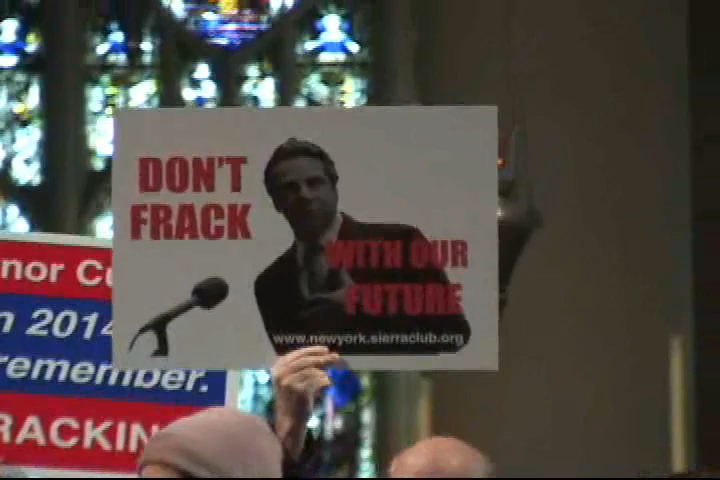 DON'T
FRACK
WITH OUR
FUTURE
www.newyork.sierraclub.org
nor Cu
n 2014
remember.
RACKIN